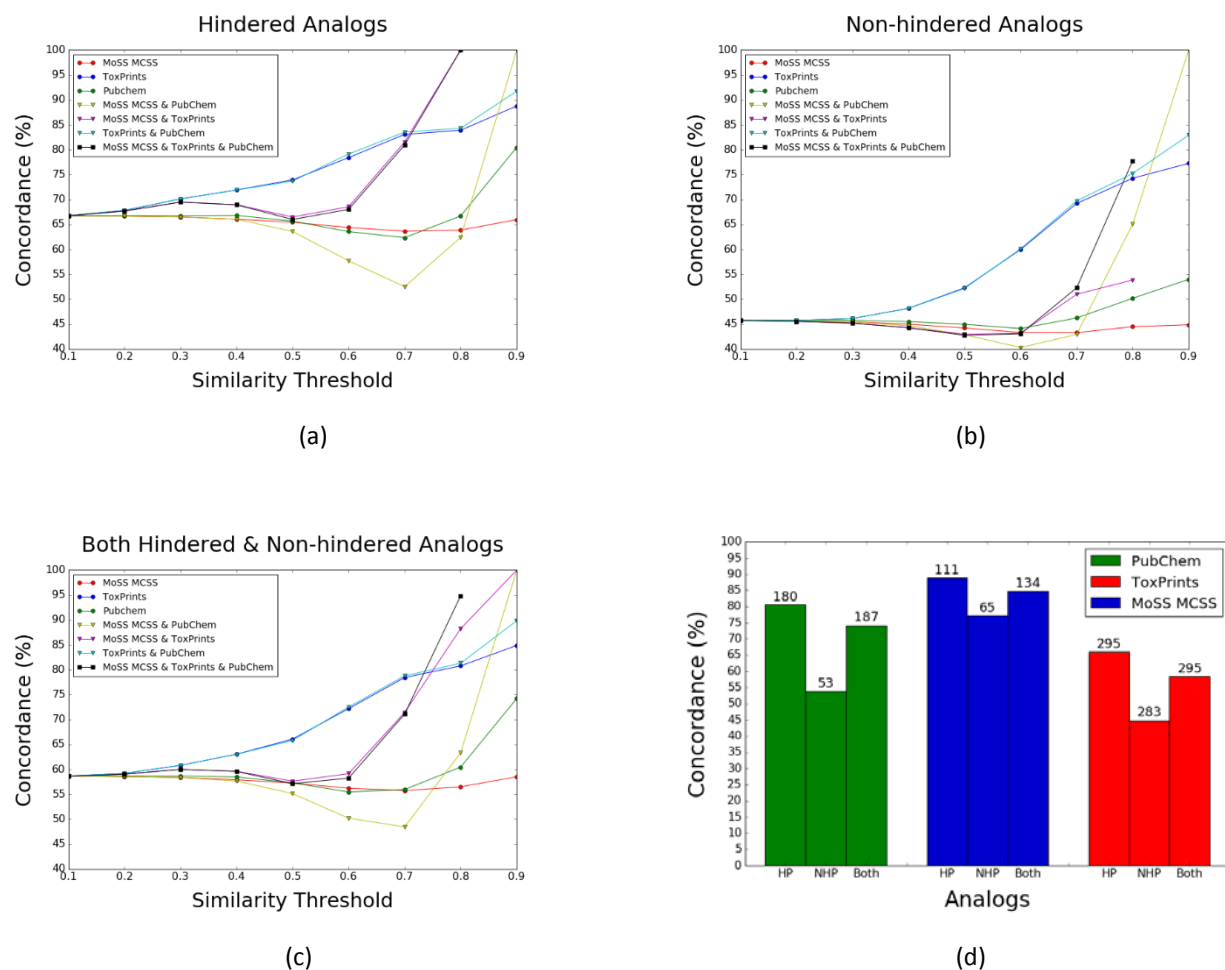 Hindered Analogs
Concordance (%)
100
95
90
85
80
75
70
65
60
55
50
45
40
MoSS MCSS
ToxPrints
Pubchem
MoSS MCSS & PubChem
MoSS MCSS & ToxPrints
ToxPrints & PubChem
MoSS MCSS & ToxPrints & PubChem
0.1 0.2 0.3 0.4 0.5 0.6 0.7 0.8 0.9
Similarity Threshold
(a)
Non-hindered Analogs
Concordance (%)
100
95
90
85
80
75
70
65
60
55
50
45
40
MoSS MCSS
ToxPrints
Pubchem
MoSS MCSS & PubChem
MoSS MCSS & ToxPrints
ToxPrints & PubChem
MoSS MCSS & ToxPrints & PubChem
0.1 0.2 0.3 0.4 0.5 0.6 0.7 0.8 0.9
Similarity Threshold
(b)
Both Hindered & Non-hindered Analogs
Concordance (%)
100
95
90
85
80
75
70
65
60
55
50
45
40
MoSS MCSS
ToxPrints
Pubchem
MoSS MCSS & PubChem
MoSS MCSS & ToxPrints
ToxPrints & PubChem
MoSS MCSS & ToxPrints & PubChem
0.1 0.2 0.3 0.4 0.5 0.6 0.7 0.8 0.9
Similarity Threshold
(c)
Concordance (%)
100
95
90
85
80
75
70
65
60
55
50
45
40
35
30
25
20
15
10
5
0
180 53 187 111 65 134 295 283 295
PubChem
ToxPrints
MoSS MCSS
HP NHP Both HP NHP Both HP NHP Both
Analogs
(d)